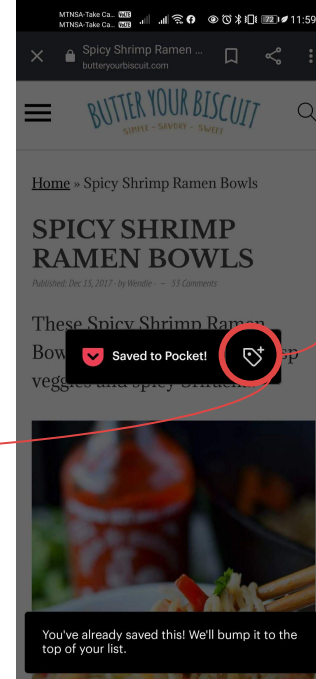 MTNSA-Take Ca...
MTNSA-Take Ca...
72 11:59
Spicy Shrimp Ramen ...
butteryourbiscuit.com
BUTTER YOUR BISCUIT
SIMPLE - SAVORY - SWEET
Home » Spicy Shrimp Ramen Bowls
SPICY SHRIMP
RAMEN BOWLS
Published: Dec 15, 2017 · by Wendie · — 53 Comments
These Spicy Shrimp Ramen
Bow
Saved to Pocket!
sp
veggies and spicy
You've already saved this! We'll bump it to the
top of your list.